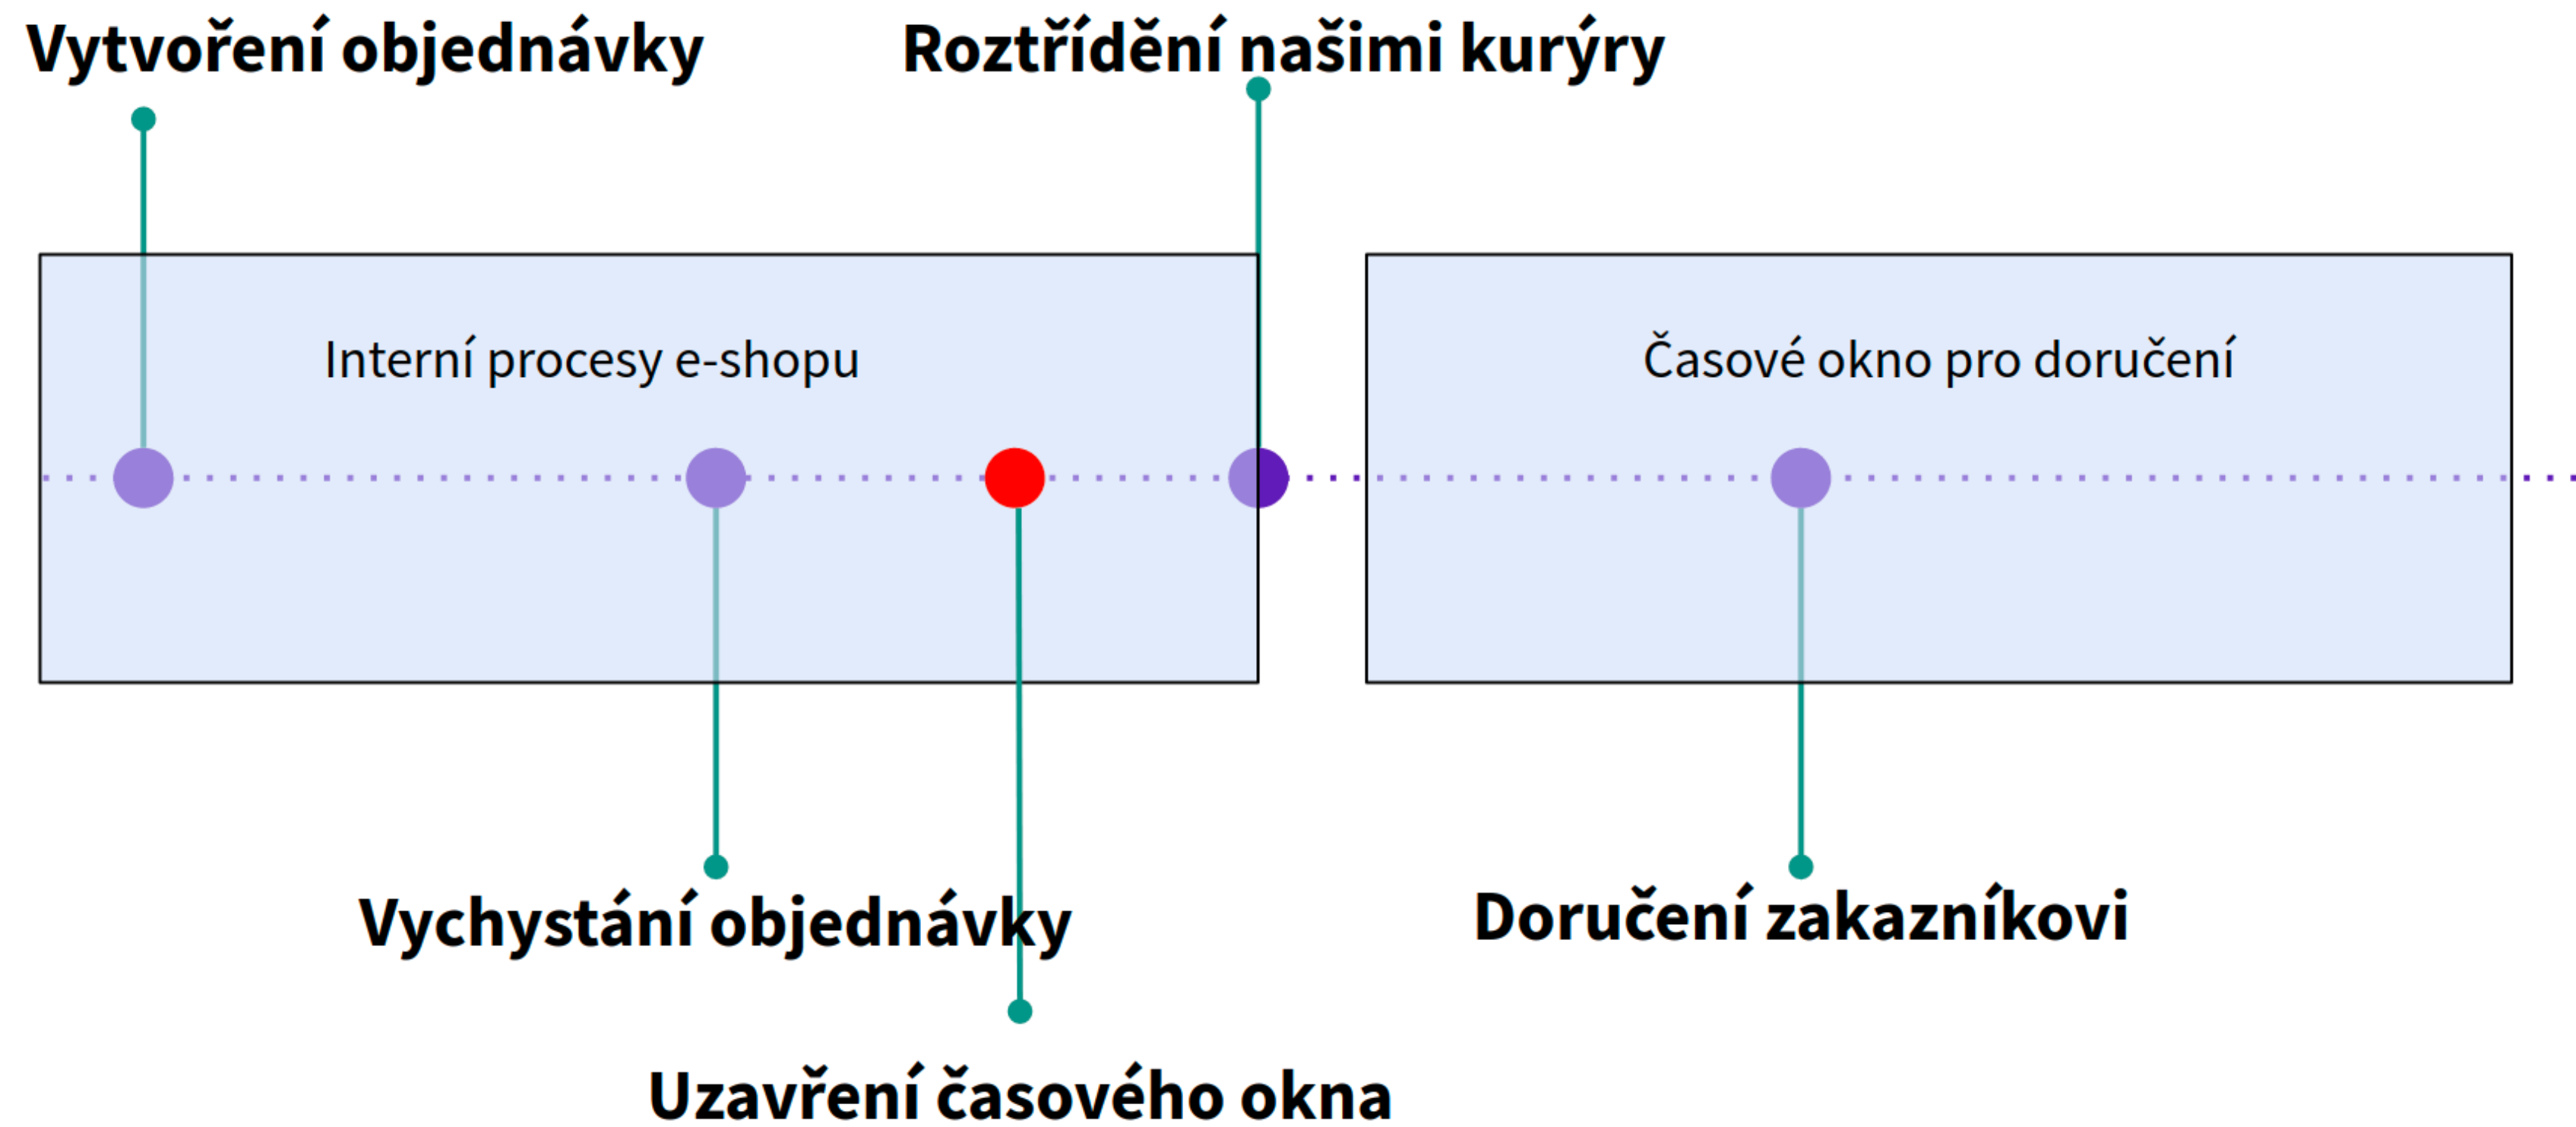 Vytvoření objednávky
Roztřídění našimi kurýry
Interní procesy e-shopu
Časové okno pro doručení
Vychystání objednávky
Doručení zakazníkovi
Uzavření časového okna